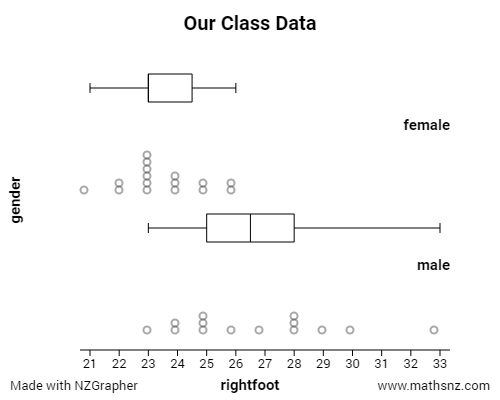 Our Class Data
female
gender
male
21 22 23 24 25 26 27 28 29 30 31 32 33
Made with NZGrapher
rightfoot
www.mathsnz.com